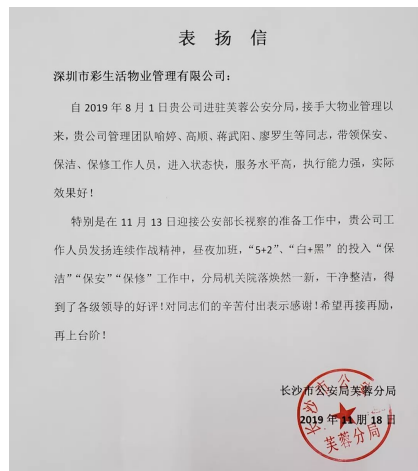 表 扬 信
深圳市彩生活物业管理有限公司：
自 2019 年 8 月 1 日贵公司进驻芙蓉公安分局，接手大物业管理以
来，贵公司管理团队喻婷、高顺、蒋武阳、廖罗生等同志，带领保安、
保洁、保修工作人员，进入状态快，服务水平高，执行能力强，实际
效果好！
特别是在 11 月 13 日迎接公安部长视察的准备工作中，贵公司工
作人员发扬连续作战精神，昼夜加班，“5+2”、“白+黑”的投入“保
洁”“保安”“保修”工作中，分局机关院落焕然一新，干净整洁，得
到了各级领导的好评！对同志们的辛苦付出表示感谢！希望再接再励，
再上台阶！
长沙市公安局芙蓉分局
2019 年 11 朋 18 日
长沙市公安局
芙蓉分局